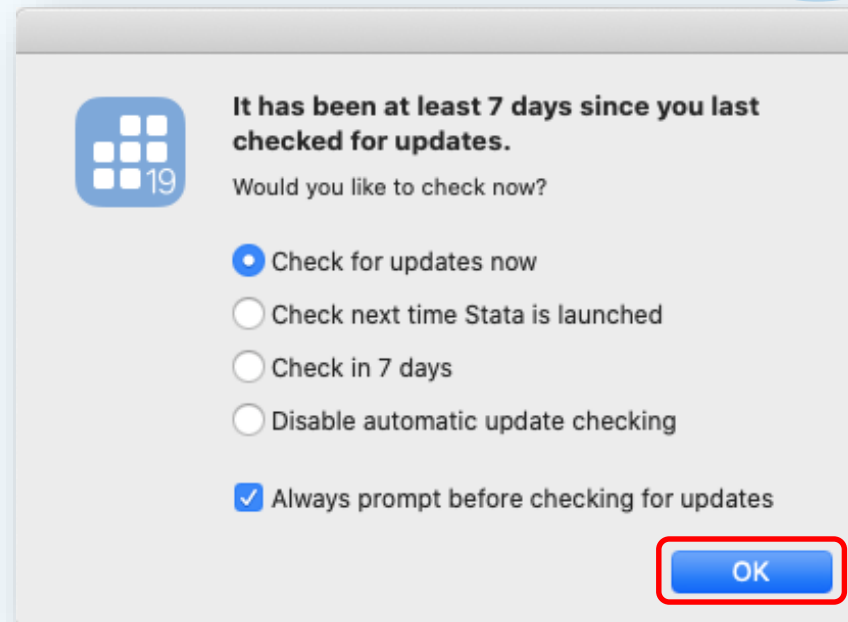 It has been at least 7 days since you last
checked for updates.
19
Would you like to check now?
Check for updates now
Check next time Stata is launched
Check in 7 days
Disable automatic update checking
Always prompt before checking for updates
OK